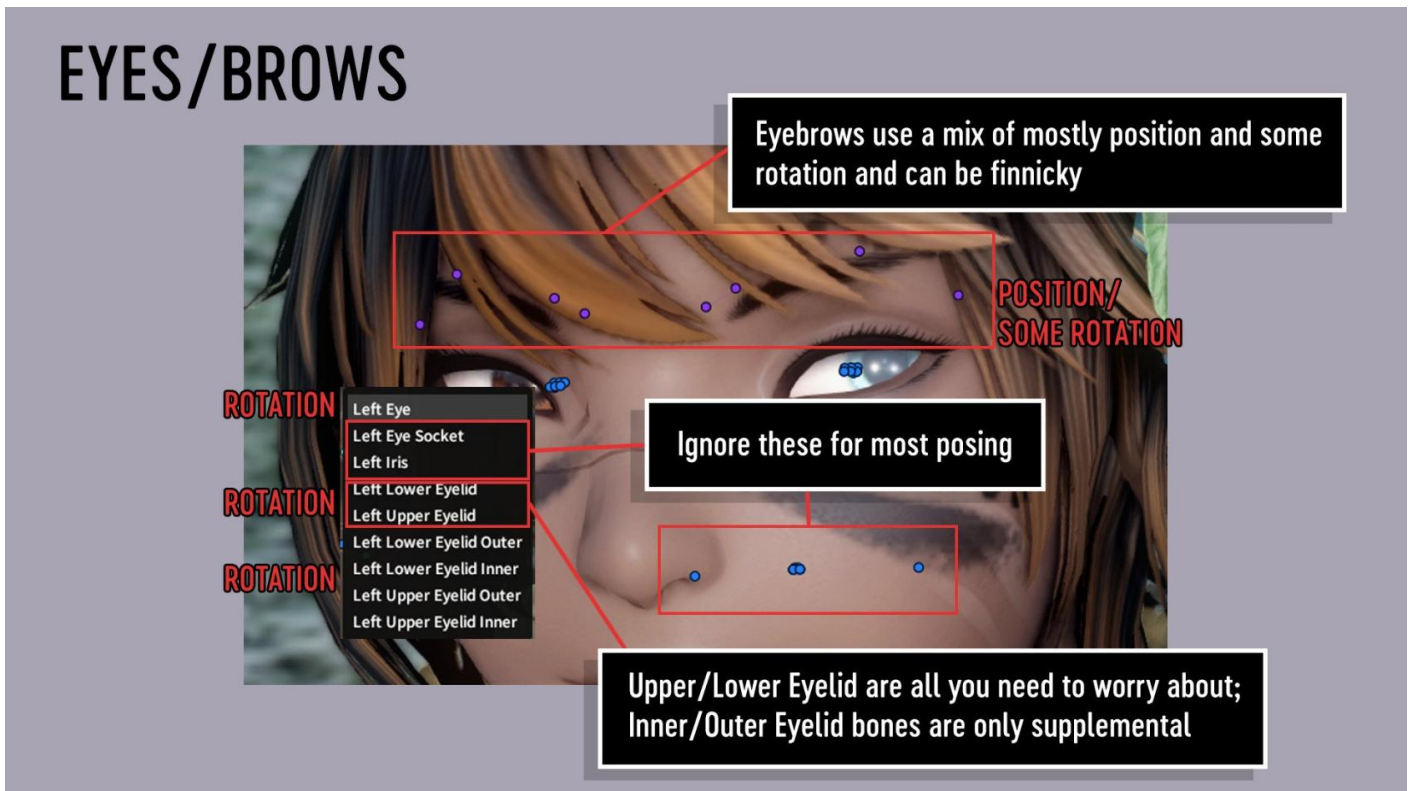 EYES/BROWS
Eyebrows use a mix of mostly position and some
rotation and can be finnicky
POSITION/
SOME ROTATION
ROTATION
Left Eye
Left Eye Socket
Left Iris
Ignore these for most posing
ROTATION
Left Lower Eyelid
Left Upper Eyelid
Left Lower Eyelid Outer
ROTATION
Left Lower Eyelid Inner
Left Upper Eyelid Outer
Left Upper Eyelid Inner
Upper/Lower Eyelid are all you need to worry about;
Inner/Outer Eyelid bones are only supplemental